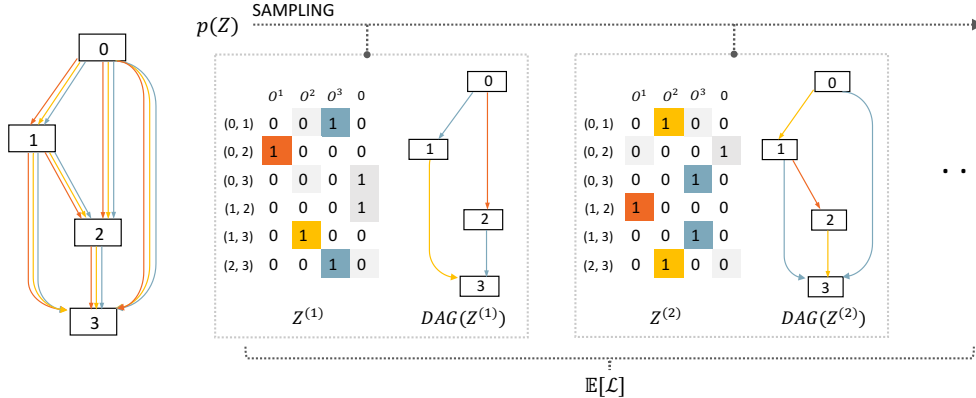 SAMPLING
p(Z)
0
1
2
3
O¹ O² O³ 0
(0, 1) 0 0 1 0
(0, 2) 1 0 0 0
(0, 3) 0 0 0 1
(1, 2) 0 0 0 1
(1, 3) 0 1 0 0
(2, 3) 0 0 1 0
Z⁽¹⁾
0
1
2
3
DAG(Z⁽¹⁾)
O¹ O² O³ 0
(0, 1) 0 1 0 0
(0, 2) 0 0 0 1
(0, 3) 0 0 1 0
(1, 2) 1 0 0 0
(1, 3) 0 0 1 0
(2, 3) 0 1 0 0
Z⁽²⁾
0
1
2
3
DAG(Z⁽²⁾)
. .
𝔼[ℒ]